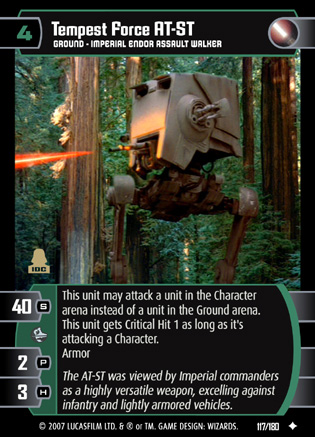 4
Tempest Force AT-ST
GROUND - IMPERIAL ENDOR ASSAULT WALKER
IDC
40 S
2 P
3 H
This unit may attack a unit in the Character
arena instead of a unit in the Ground arena.
This unit gets Critical Hit 1 as long as it's
attacking a Character.
Armor
The AT-ST was viewed by Imperial commanders
as a highly versatile weapon, excelling against
infantry and lightly armored vehicles.
© 2007 LUCASFILM LTD. & ® or TM. GAME DESIGN: WIZARDS.
117/180